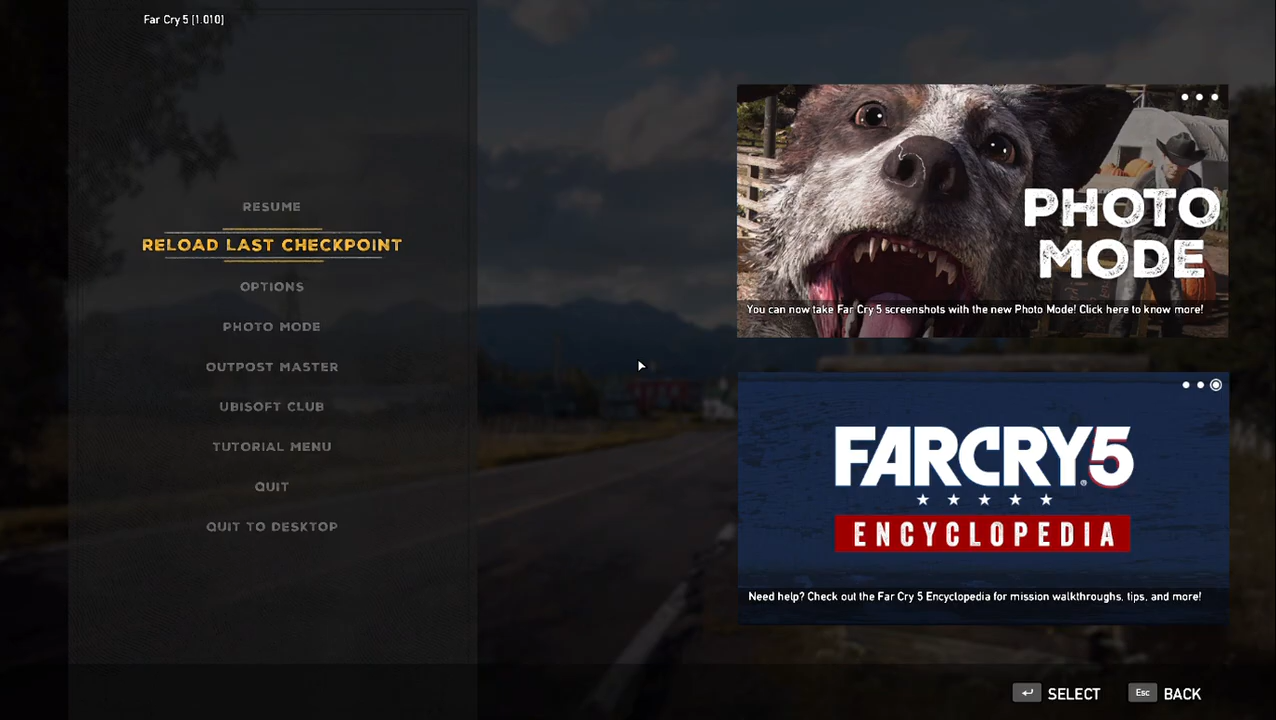 Far Cry 5 [1.010]
RESUME
RELOAD LAST CHECKPOINT
OPTIONS
PHOTO MODE
OUTPOST MASTER
UBISOFT CLUB
TUTORIAL MENU
QUIT
QUIT TO DESKTOP
PHOTO
MODE
You can now take Far Cry 5 screenshots with the new Photo Mode! Click here to know more!
FARCRY5
ENCYCLOPEDIA
Need help? Check out the Far Cry 5 Encyclopedia for mission walkthroughs, tips, and more!
SELECT Esc BACK